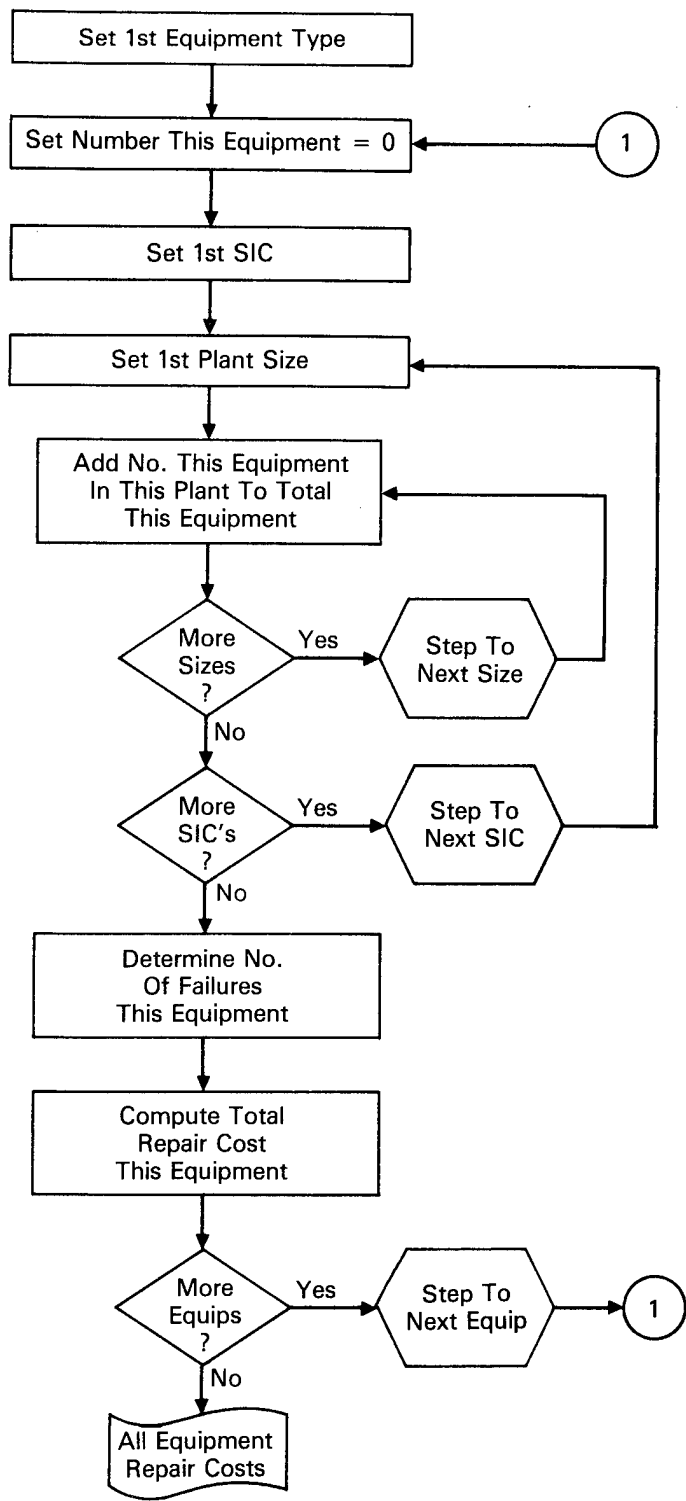 Set 1st Equipment Type
Set Number This Equipment = 0
1
Set 1st SIC
Set 1st Plant Size
Add No. This Equipment
In This Plant To Total
This Equipment
More
Sizes
?
Yes
Step To
Next Size
No
More
SIC's
?
Yes
Step To
Next SIC
No
Determine No.
Of Failures
This Equipment
Compute Total
Repair Cost
This Equipment
More
Equips
?
Yes
Step To
Next Equip
1
No
All Equipment
Repair Costs